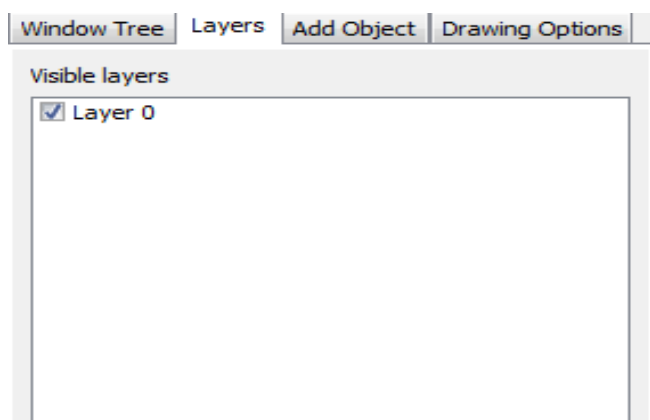 Window Tree Layers Add Object Drawing Options
Visible layers
Layer 0